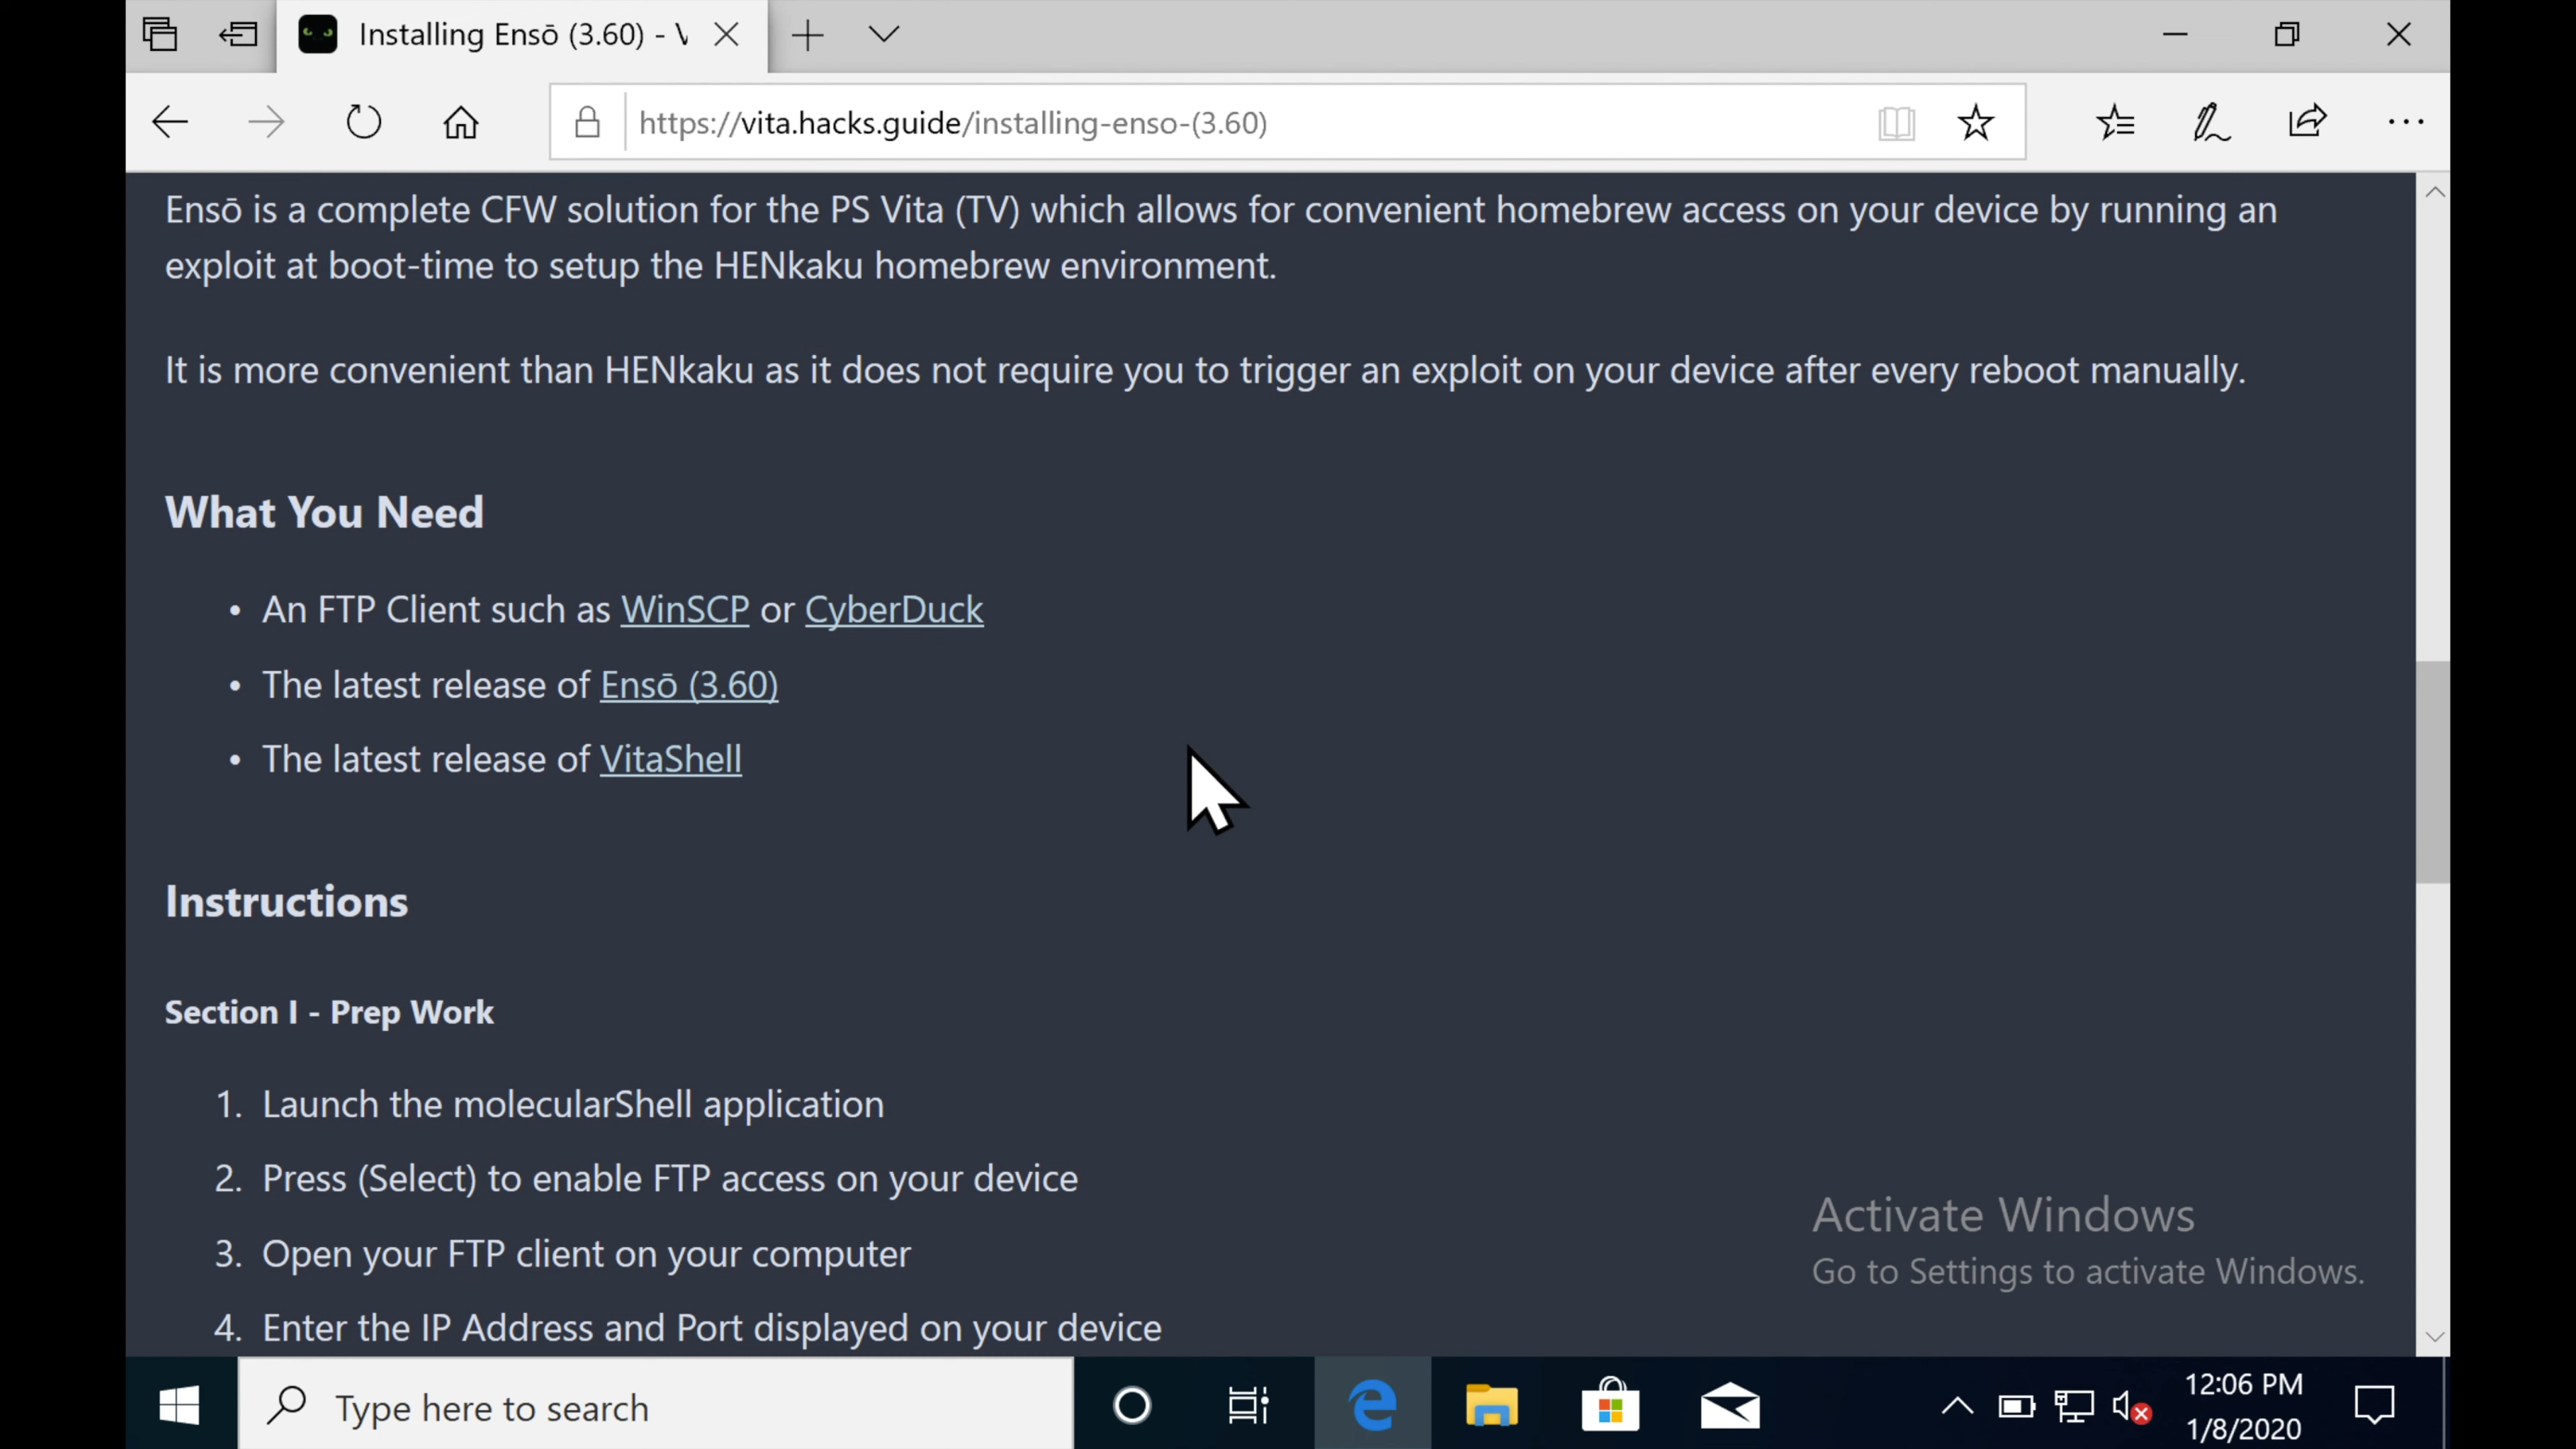 Installing Ensō (3.60) - V
https://vita.hacks.guide/installing-enso-(3.60)
Ensō is a complete CFW solution for the PS Vita (TV) which allows for convenient homebrew access on your device by running an
exploit at boot-time to setup the HENkaku homebrew environment.
It is more convenient than HENkaku as it does not require you to trigger an exploit on your device after every reboot manually.
What You Need
• An FTP Client such as WinSCP or CyberDuck
• The latest release of Ensō (3.60)
• The latest release of VitaShell
Instructions
Section I - Prep Work
1. Launch the molecularShell application
2. Press (Select) to enable FTP access on your device
3. Open your FTP client on your computer
4. Enter the IP Address and Port displayed on your device
Activate Windows
Go to Settings to activate Windows.
Type here to search
12:06 PM
1/8/2020